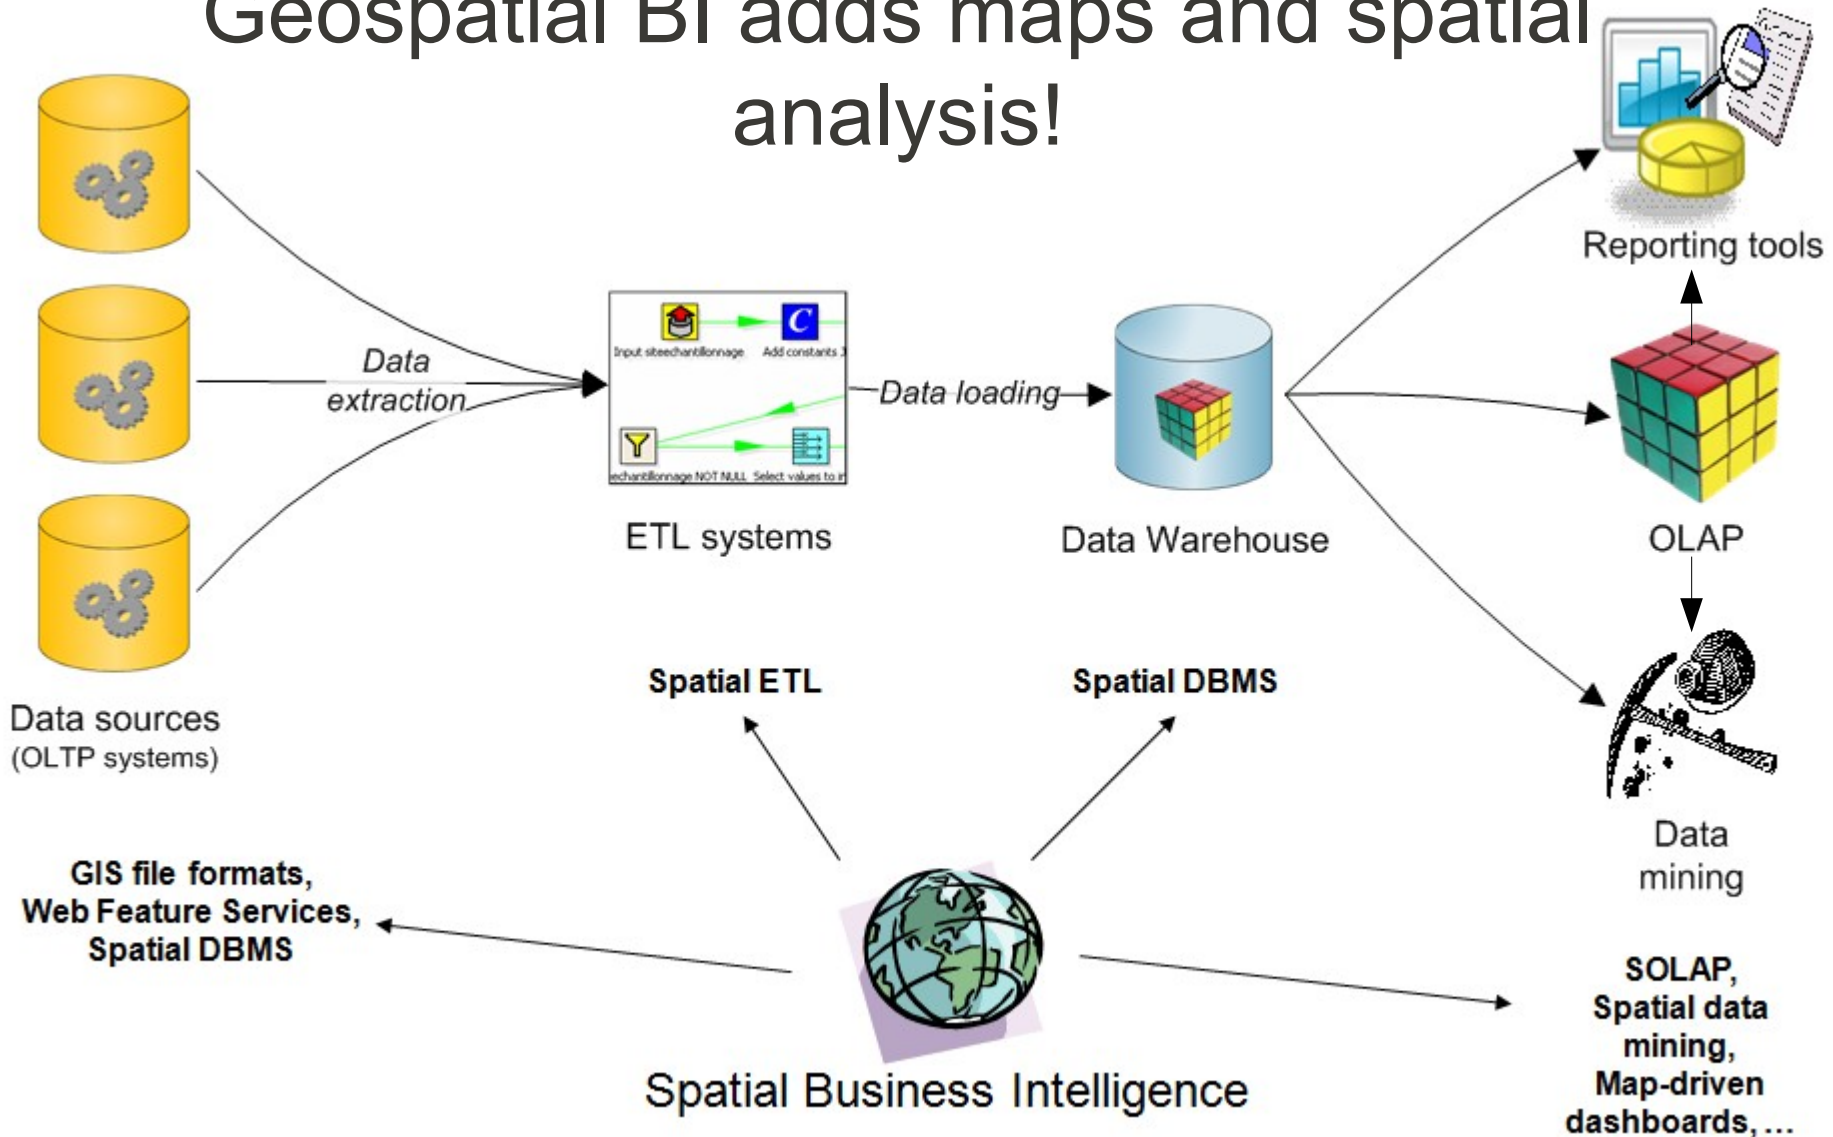 Geospatial BI adds maps and spatial
analysis!
Reporting tools
Data
extraction
Input siteechantillonnage
Add constants
echantillonnage NOT NULL
Select values to
C
Data loading
ETL systems
Data Warehouse
OLAP
Spatial ETL
Spatial DBMS
Data sources
(OLTP systems)
Data
mining
GIS file formats,
Web Feature Services,
Spatial DBMS
SOLAP,
Spatial data
mining,
Map-driven
dashboards, ...
Spatial Business Intelligence